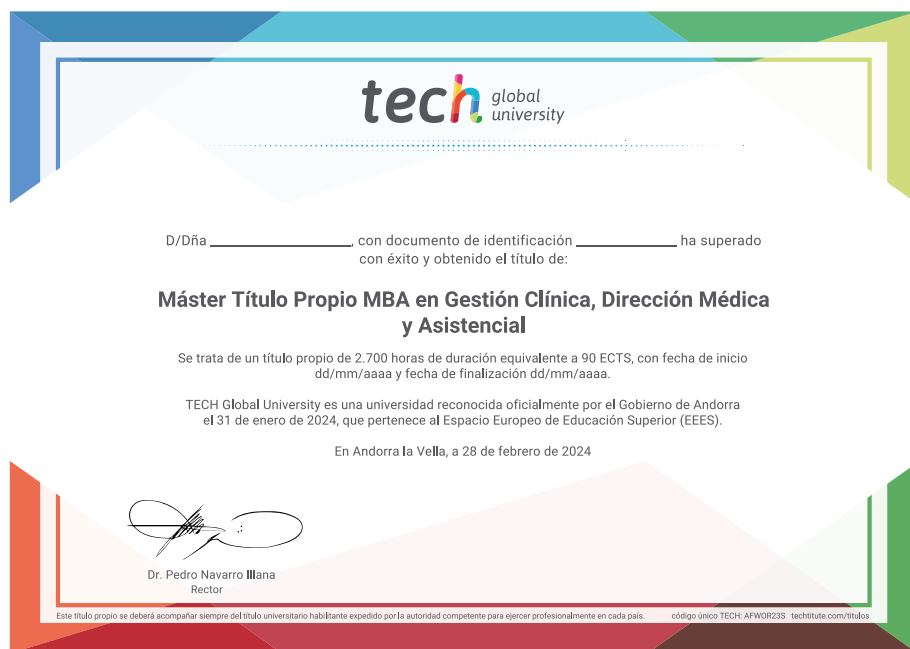 tech global university
D/Dña ____________________, con documento de identificación ______________ ha superado
con éxito y obtenido el título de:
Máster Título Propio MBA en Gestión Clínica, Dirección Médica
y Asistencial
Se trata de un título propio de 2.700 horas de duración equivalente a 90 ECTS, con fecha de inicio
dd/mm/aaaa y fecha de finalización dd/mm/aaaa.
TECH Global University es una universidad reconocida oficialmente por el Gobierno de Andorra
el 31 de enero de 2024, que pertenece al Espacio Europeo de Educación Superior (EEES).
En Andorra la Vella, a 28 de febrero de 2024
Dr. Pedro Navarro Illana
Rector
Este título propio se deberá acompañar siempre del título universitario habilitante expedido por la autoridad competente para ejercer profesionalmente en cada país. código único TECH: AFWOR23S techtitute.com/titulos